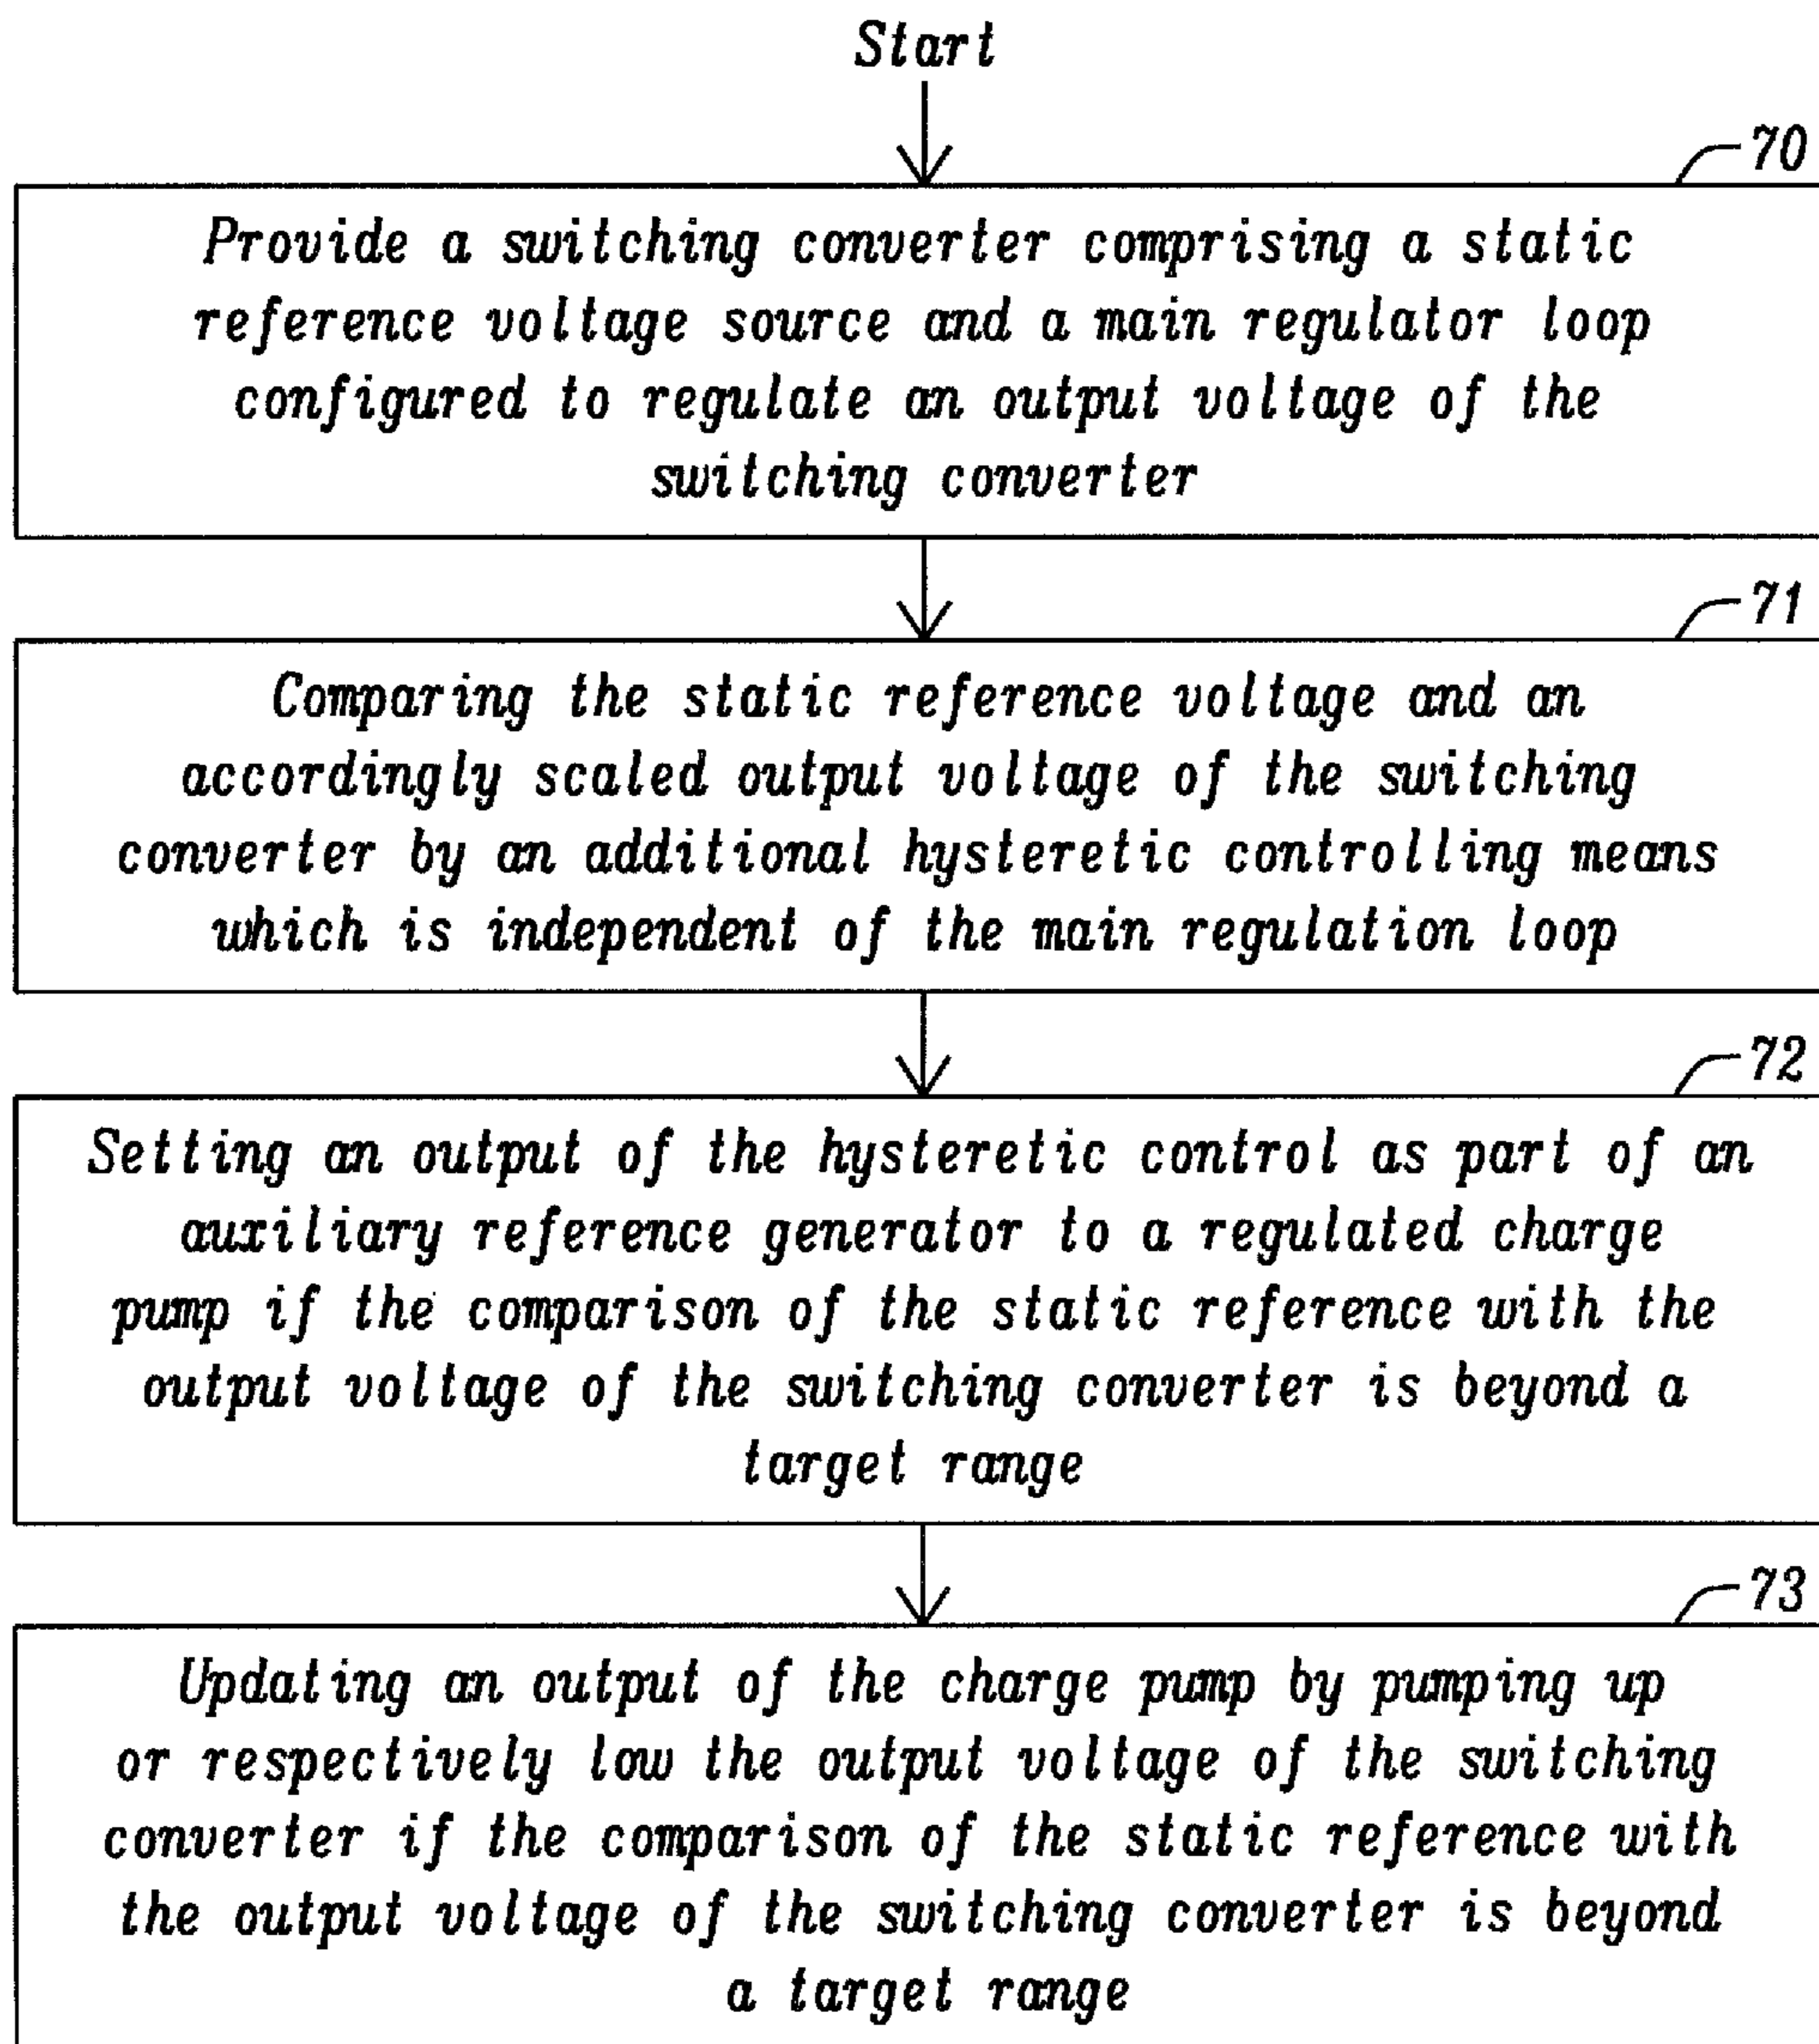 Start
70
Provide a switching converter comprising a static
reference voltage source and a main regulator loop
configured to regulate an output voltage of the
switching converter
71
Comparing the static reference voltage and an
accordingly scaled output voltage of the switching
converter by an additional hysteretic controlling means
which is independent of the main regulation loop
72
Setting an output of the hysteretic control as part of an
auxiliary reference generator to a regulated charge
pump if the comparison of the static reference with the
output voltage of the switching converter is beyond a
target range
73
Updating an output of the charge pump by pumping up
or respectively low the output voltage of the switching
converter if the comparison of the static reference with
the output voltage of the switching converter is beyond
a target range